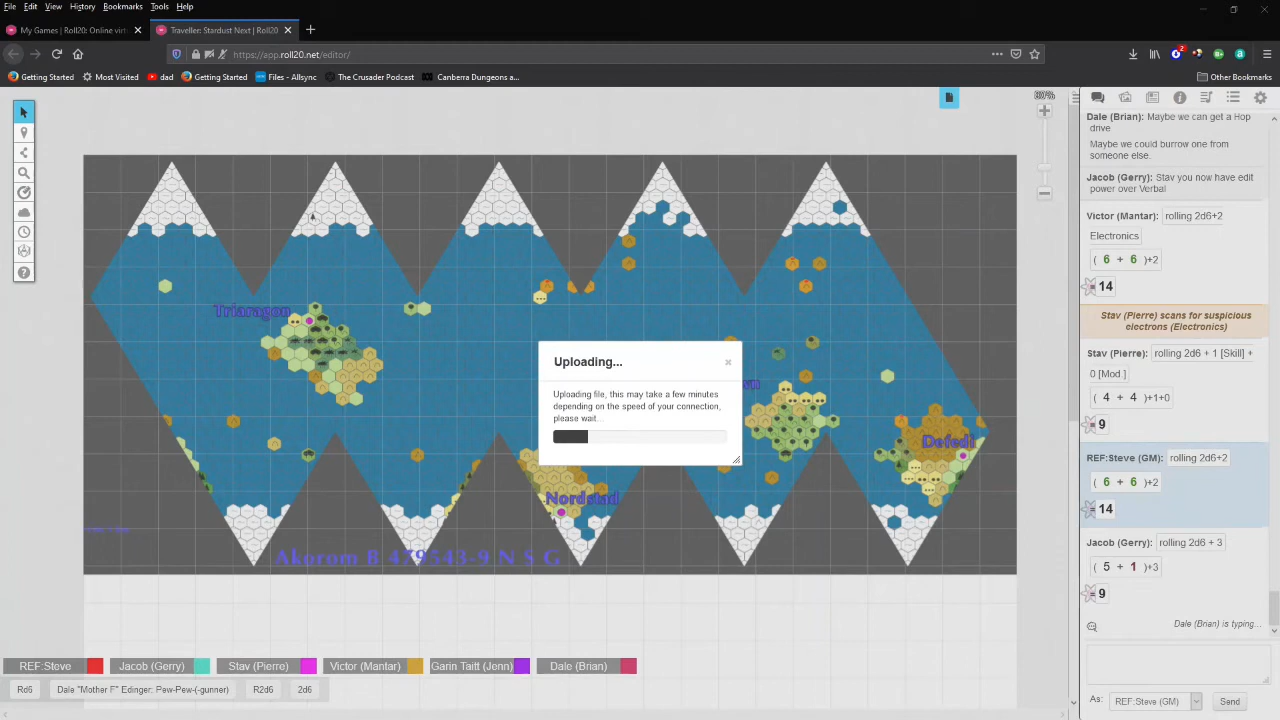 File Edit View History Bookmarks Tools Help
My Games | Roll20: Online virt
Traveller: Stardust Next | Roll20
https://app.roll20.net/editor/
Getting Started
Most Visited
dad
Getting Started
Files - Allsync
The Crusader Podcast
Canberra Dungeons a...
Other Bookmarks
Triaragon
Defedl
Nordstad
Akurom B 479543-9 N S G
Uploading...
Uploading file, this may take a few minutes
depending on the speed of your connection,
please wait...
Dale (Brian): Maybe we can get a Hop
drive
Maybe we could burrow one from
someone else.
Jacob (Gerry): Stav you now have edit
power over Verbal
Victor (Mantar): rolling 2d6+2
Electronics
( 6 + 6 )+2
14
Stav (Pierre) scans for suspicious
electrons (Electronics)
Stav (Pierre): rolling 2d6 + 1 [Skill] +
0 [Mod ]
( 4 + 4 )+1+0
9
REF:Steve (GM): rolling 2d6+2
( 6 + 6 )+2
14
Jacob (Gerry): rolling 2d6 + 3
( 5 + 1 )+3
9
Dale (Brian) is typing...
REF:Steve
Jacob (Gerry)
Stav (Pierre)
Victor (Mantar)
Garin Taitt (Jenn)
Dale (Brian)
Rd6
Dale "Mother F" Edinger: Pew-Pew-(-gunner)
R2d6
2d6
As:
REF:Steve (GM)
Send